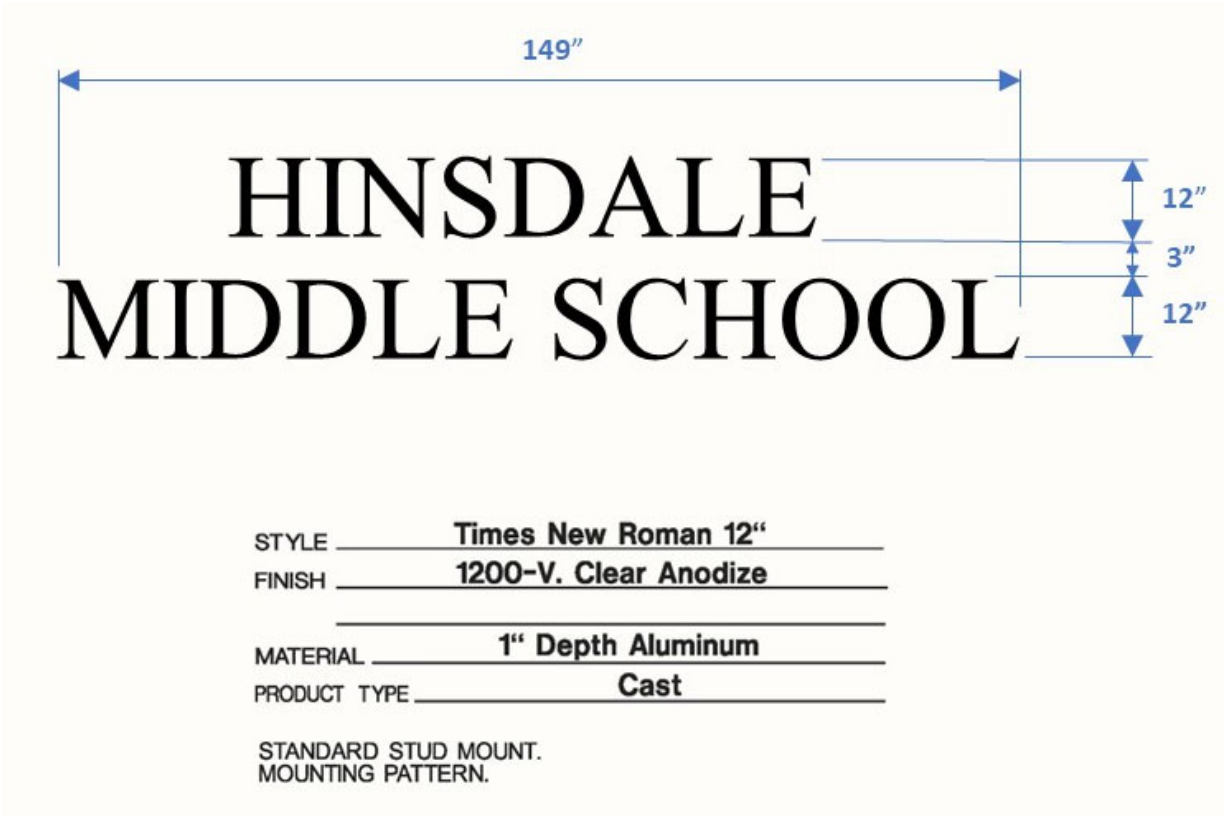 149”
HINSDALE
12”
3”
MIDDLE SCHOOL
12”
STYLE Times New Roman 12“
FINISH 1200-V. Clear Anodize
MATERIAL 1“ Depth Aluminum
PRODUCT TYPE Cast
STANDARD STUD MOUNT.
MOUNTING PATTERN.